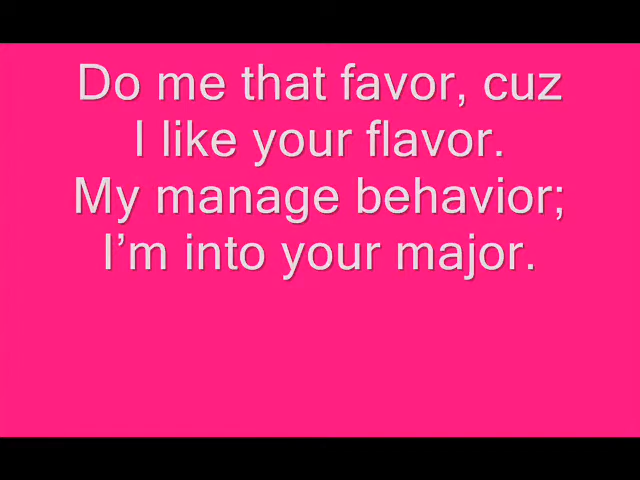 Do me that favor, cuz
I like your flavor.
My manage behavior;
I’m into your major.